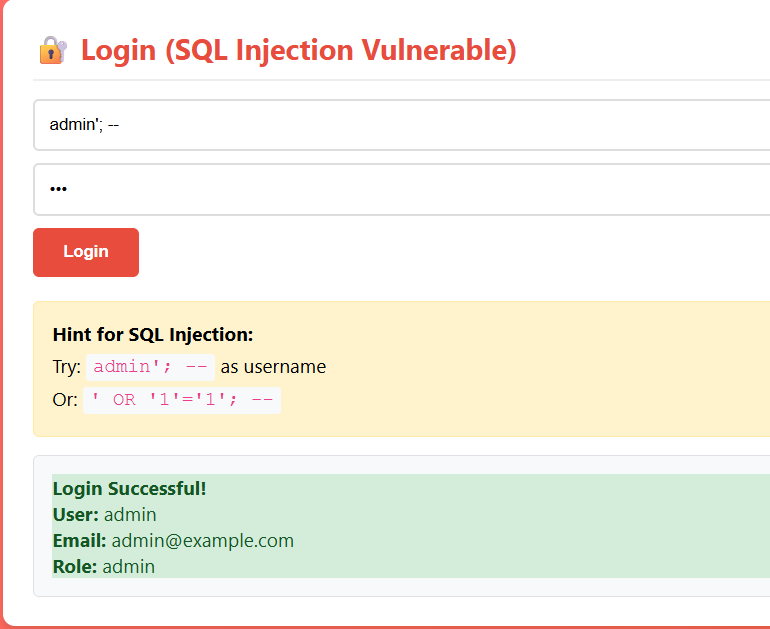 Login (SQL Injection Vulnerable)
admin'; --
•••
Login
Hint for SQL Injection:
Try: admin'; -- as username
Or: ' OR '1'='1'; --
Login Successful!
User: admin
Email: admin@example.com
Role: admin